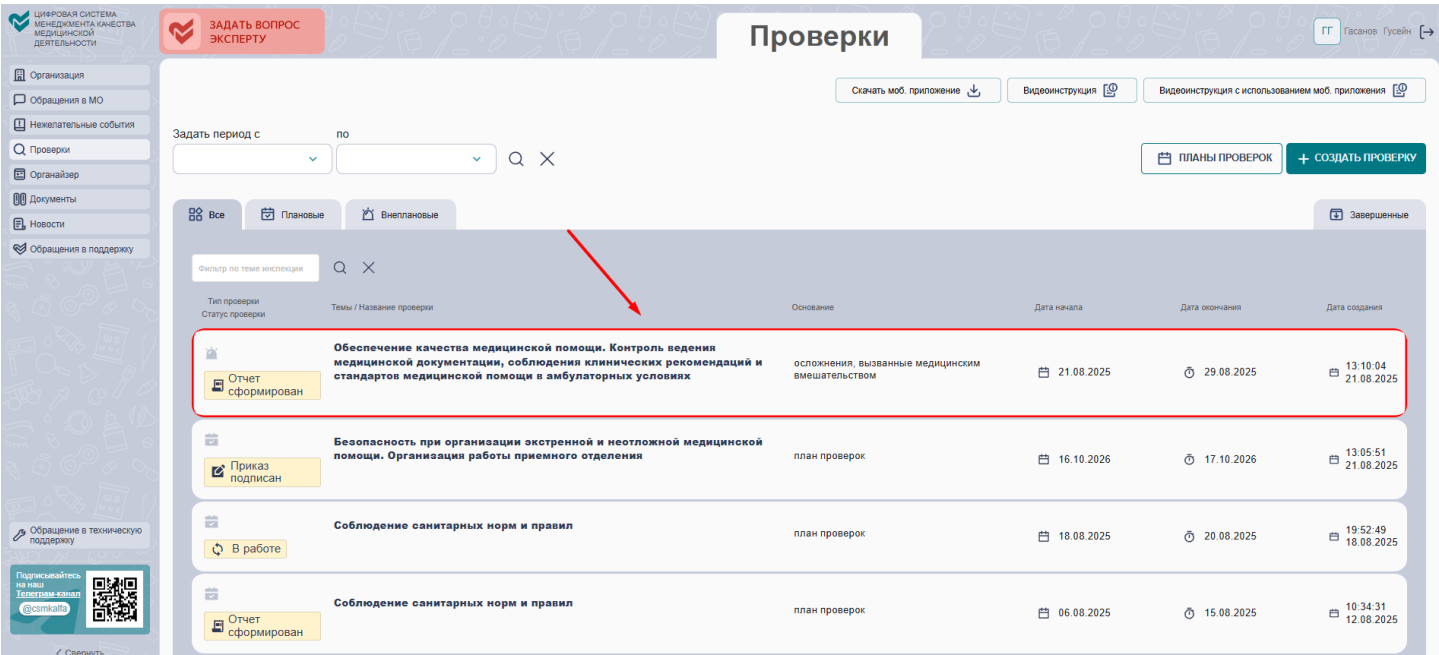 ЦИФРОВАЯ СИСТЕМА
МЕНЕДЖМЕНТА КАЧЕСТВА
МЕДИЦИНСКОЙ
ДЕЯТЕЛЬНОСТИ
ЗАДАТЬ ВОПРОС
ЭКСПЕРТУ
Проверки
ГГ Гасанов Гусейн
Организация
Обращения в МО
Нежелательные события
Проверки
Органайзер
Документы
Новости
Обращения в поддержку
Обращение в техническую
поддержку
Подписывайтесь
на наш
Телеграм-канал
@csmkalfa
Свернуть
Скачать моб. приложение
Видеоинструкция
Видеоинструкция с использованием моб. приложения
Задать период с по
ПЛАНЫ ПРОВЕРОК
+ СОЗДАТЬ ПРОВЕРКУ
Все Плановые Внеплановые Завершенные
Фильтр по теме инспекции
Тип проверки
Статус проверки
Темы / Название проверки
Основание
Дата начала
Дата окончания
Дата создания
Отчет
сформирован
Обеспечение качества медицинской помощи. Контроль ведения
медицинской документации, соблюдения клинических рекомендаций и
стандартов медицинской помощи в амбулаторных условиях
осложнения, вызванные медицинским
вмешательством
21.08.2025
29.08.2025
13:10:04
21.08.2025
Приказ
подписан
Безопасность при организации экстренной и неотложной медицинской
помощи. Организация работы приемного отделения
план проверок
16.10.2026
17.10.2026
13:05:51
21.08.2025
В работе
Соблюдение санитарных норм и правил
план проверок
18.08.2025
20.08.2025
19:52:49
18.08.2025
Отчет
сформирован
Соблюдение санитарных норм и правил
план проверок
06.08.2025
15.08.2025
10:34:31
12.08.2025